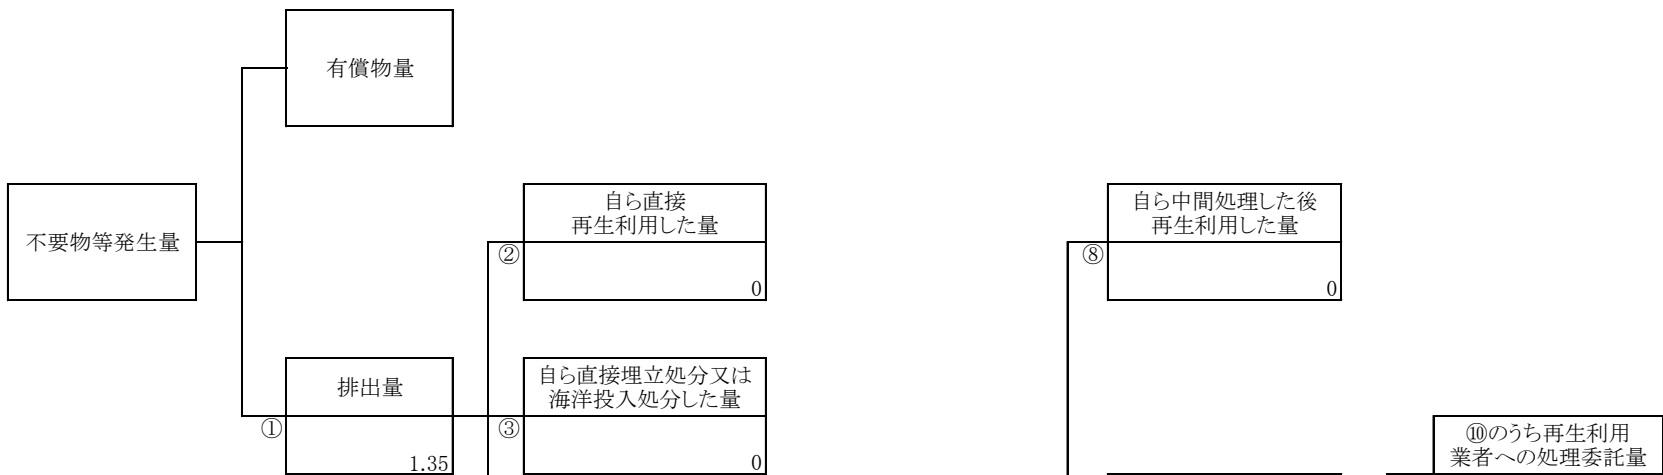 有償物量
不要物等発生量
自ら直接
再生利用した量
②
0
自ら中間処理した後
再生利用した量
⑧
0
排出量
①
1.35
自ら直接埋立処分又は
海洋投入処分した量
③
0
⑩のうち再生利用
業者への処理委託量